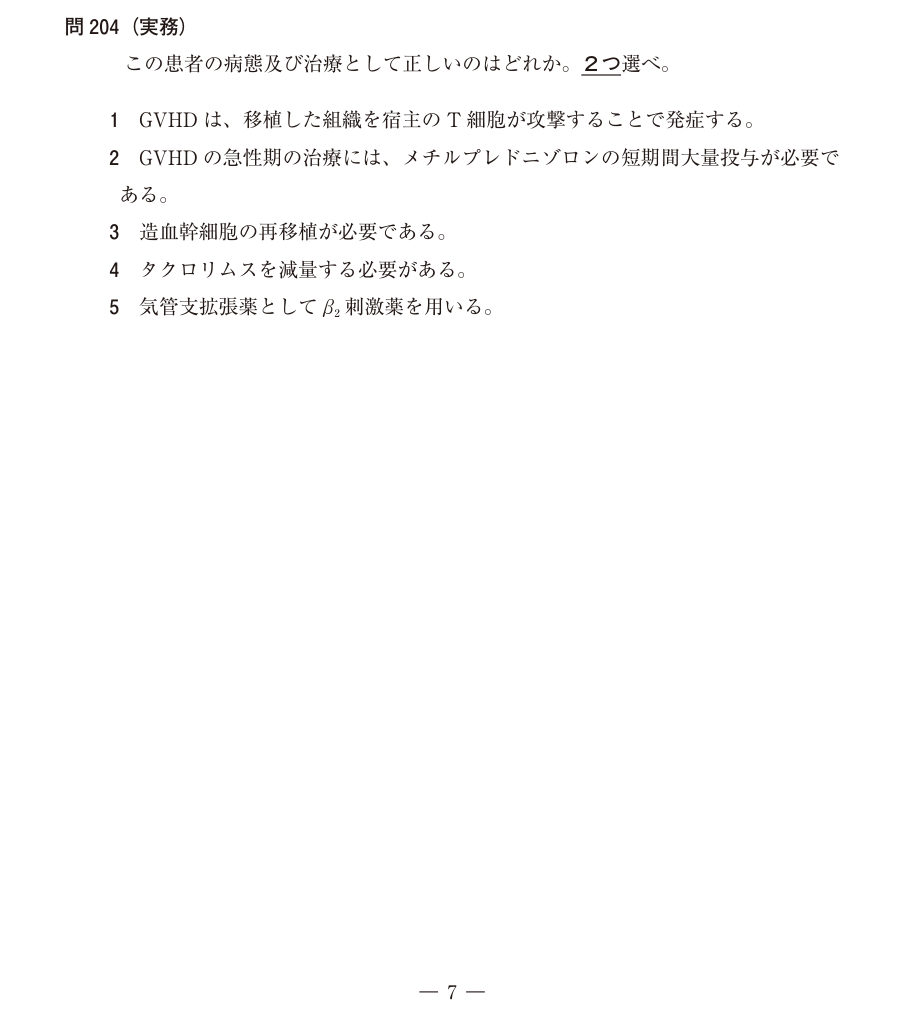 問 204（実務）
この患者の病態及び治療として正しいのはどれか。２つ選べ。
1　GVHD は、移植した組織を宿主の T 細胞が攻撃することで発症する。
2　GVHD の急性期の治療には、メチルプレドニゾロンの短期間大量投与が必要で
ある。
3　造血幹細胞の再移植が必要である。
4　タクロリムスを減量する必要がある。
5　気管支拡張薬として β2 刺激薬を用いる。
— 7 —